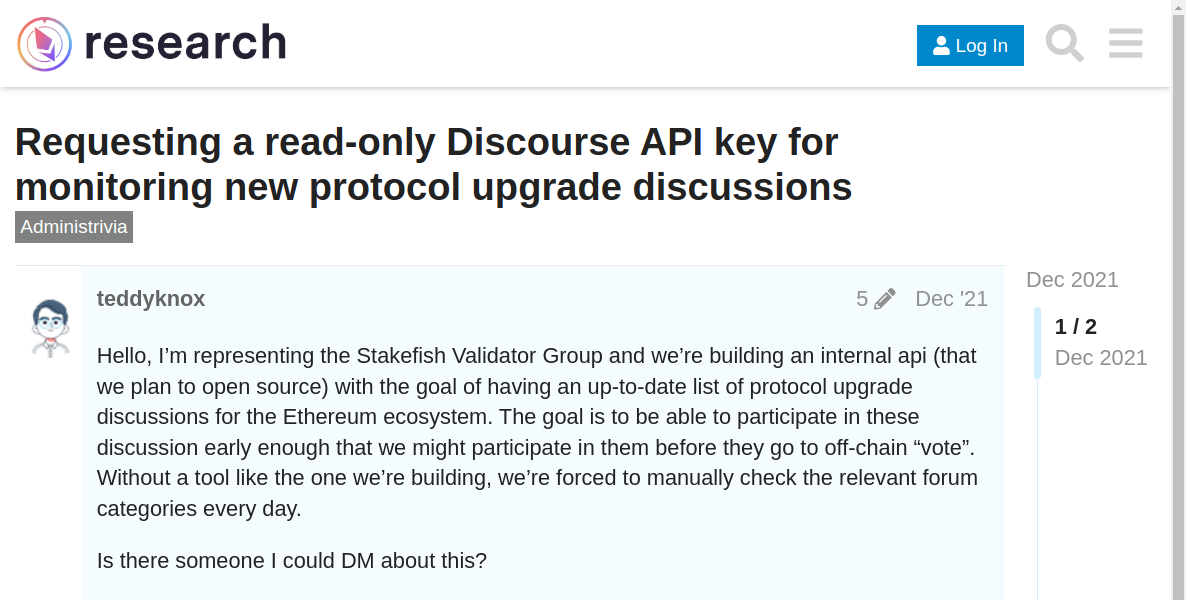 research
Log In
Requesting a read-only Discourse API key for
monitoring new protocol upgrade discussions
Administrivia
teddyknox
5
Dec '21
Dec 2021
1 / 2
Dec 2021
Hello, I’m representing the Stakefish Validator Group and we’re building an internal api (that
we plan to open source) with the goal of having an up-to-date list of protocol upgrade
discussions for the Ethereum ecosystem. The goal is to be able to participate in these
discussion early enough that we might participate in them before they go to off-chain “vote”.
Without a tool like the one we’re building, we’re forced to manually check the relevant forum
categories every day.
Is there someone I could DM about this?